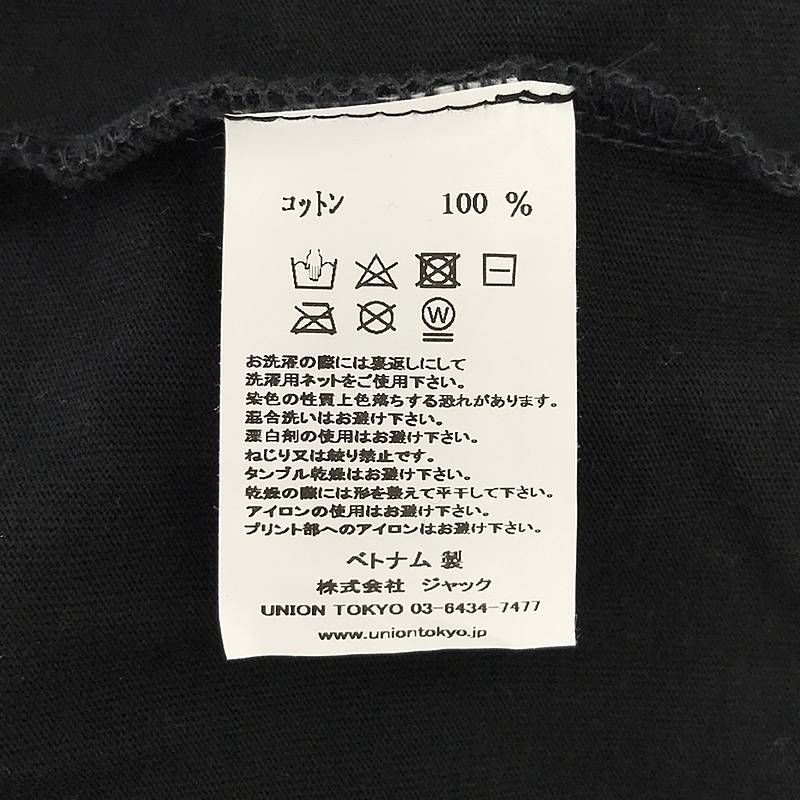 コットン 100 %
W
お洗濯の際には裏返しにして
洗濯用ネットをご使用下さい。
染色の性質上色落ちする恐れがあります。
混合洗いはお避け下さい。
漂白剤の使用はお避け下さい。
ねじり又は絞り禁止です。
タンブル乾燥はお避け下さい。
乾燥の際には形を整えて平干して下さい。
アイロンの使用はお避け下さい。
プリント部へのアイロンはお避け下さい。
ベトナム 製
株式会社 ジャック
UNION TOKYO 03-6434-7477
www.uniontokyo.jp